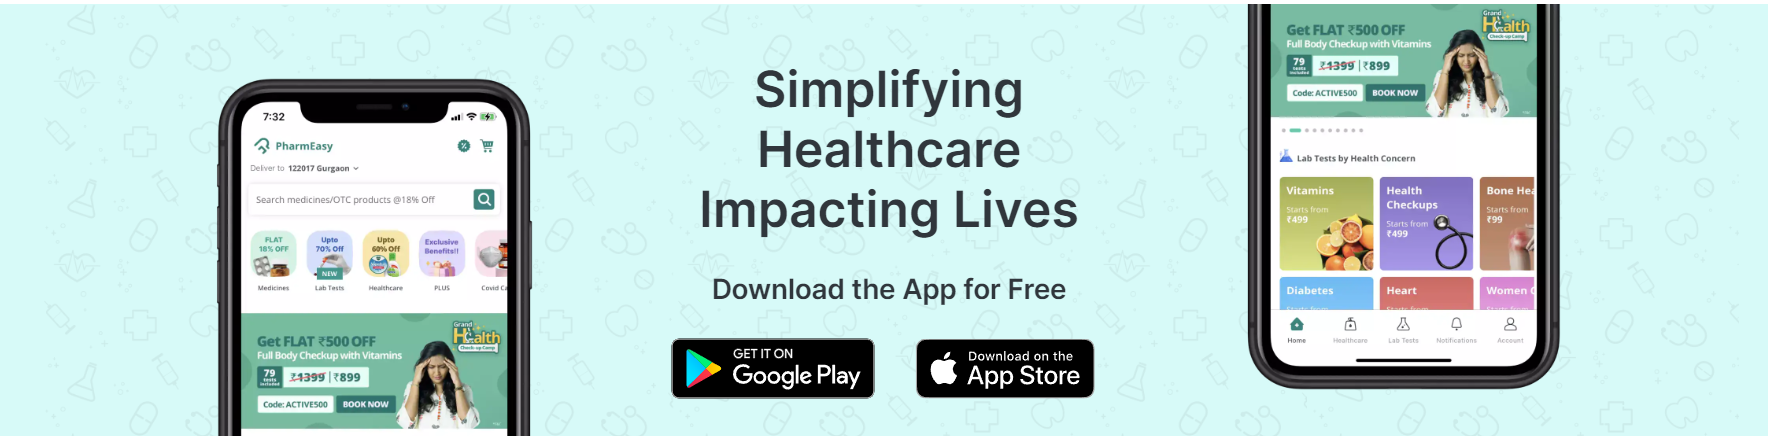 7:32
PharmEasy
Deliver to 122017 Gurgaon
Search medicines/OTC products @18% Off
FLAT
18% OFF
Medicines
Upto
70% Off
NEW
Lab Tests
Upto
60% Off
Healthcare
Exclusive
Benefits!!
PLUS
Covid Ca
Grand
Health
Check-up Camp
Get FLAT ₹500 OFF
Full Body Checkup with Vitamins
79
tests
included
₹1399 | ₹899
Code: ACTIVE500
BOOK NOW
Simplifying
Healthcare
Impacting Lives
Download the App for Free
GET IT ON
Google Play
Download on the
App Store
Grand
Health
Check-up Camp
Get FLAT ₹500 OFF
Full Body Checkup with Vitamins
79
tests
included
₹1399 | ₹899
Code: ACTIVE500
BOOK NOW
Lab Tests by Health Concern
Vitamins
Starts from
₹499
Health
Checkups
Starts from
₹499
Bone Hea
Starts from
₹99
Diabetes
Heart
Women C
Home
Healthcare
Lab Tests
Notifications
Account